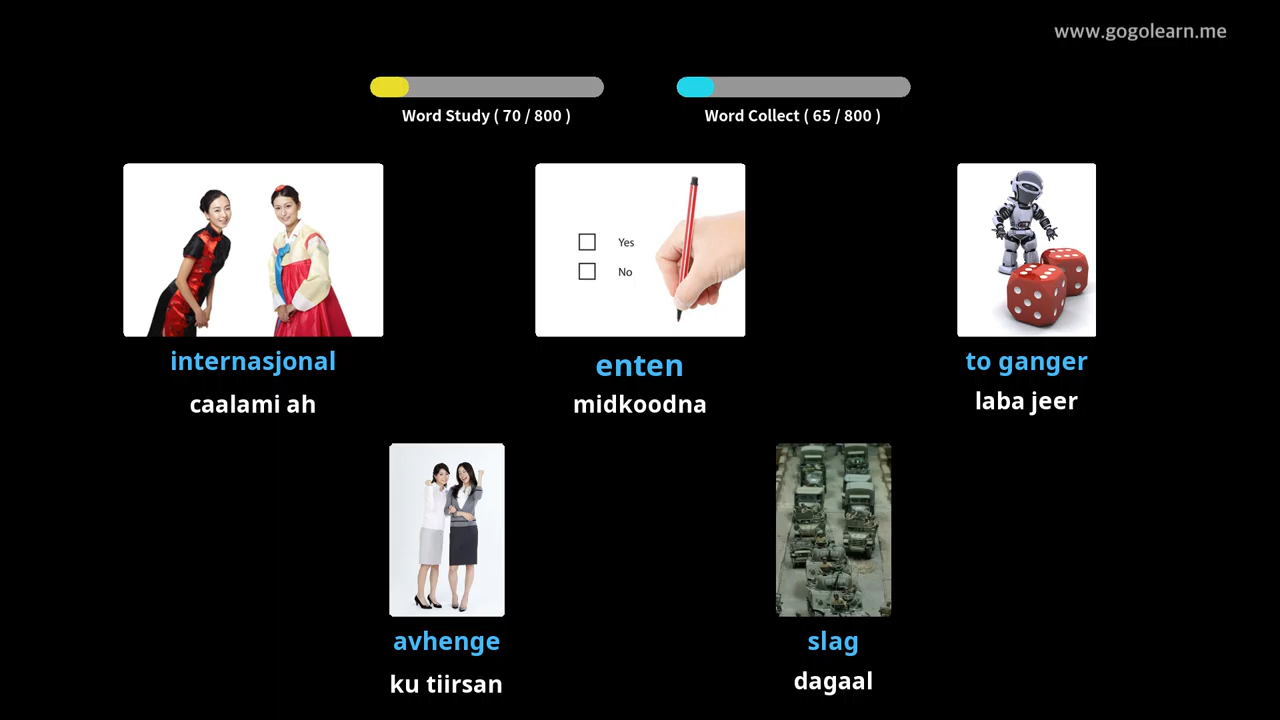 www.gogolearn.me
Word Study ( 70 / 800 )
Word Collect ( 65 / 800 )
Yes
No
internasjonal
enten
to ganger
caalami ah
midkoodna
laba jeer
avhenge
slag
ku tiirsan
dagaal